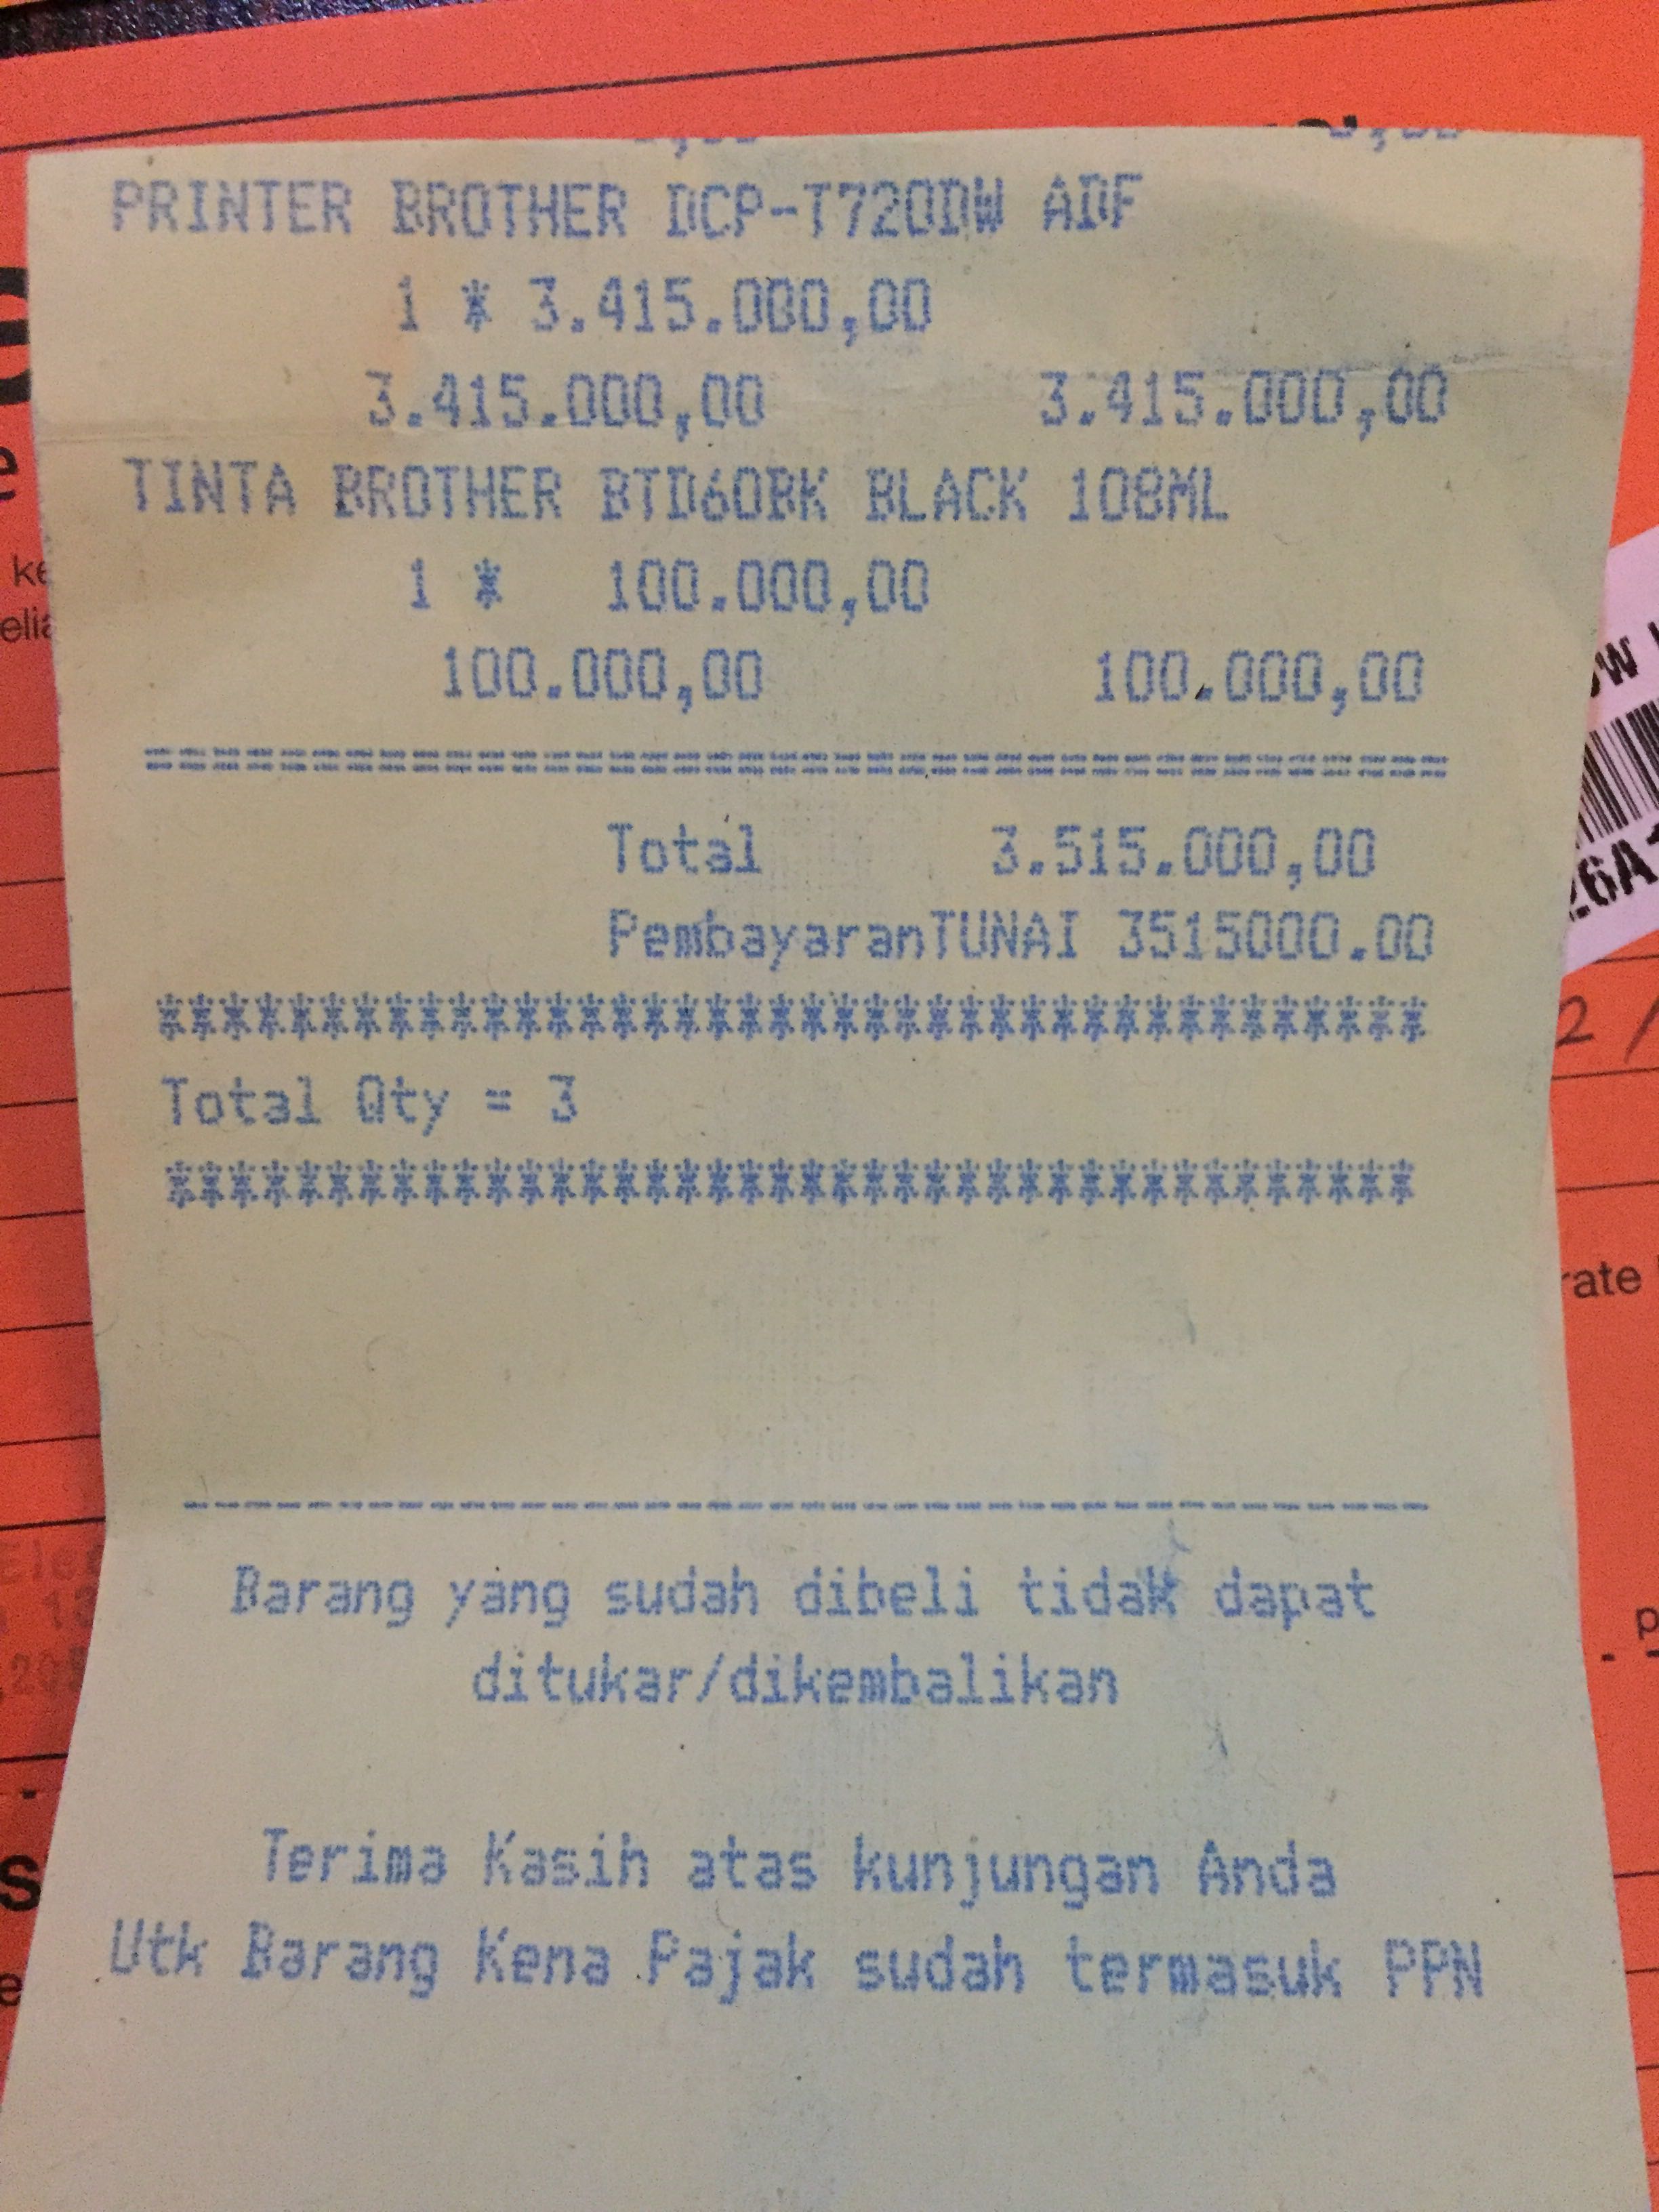 PRINTER BROTHER DCP-T720DW ADF
1 * 3.415.000,00
3.415.000,00 3.415.000,00
TINTA BROTHER BTD60BK BLACK 108ML
1 * 100.000,00
100.000,00 100.000,00
Total 3.515.000,00
PembayaranTUNAI 3515000.00
****************************************
Total Qty = 3
****************************************
Barang yang sudah dibeli tidak dapat
ditukar/dikembalikan
Terima Kasih atas kunjungan Anda
Utk Barang Kena Pajak sudah termasuk PPN